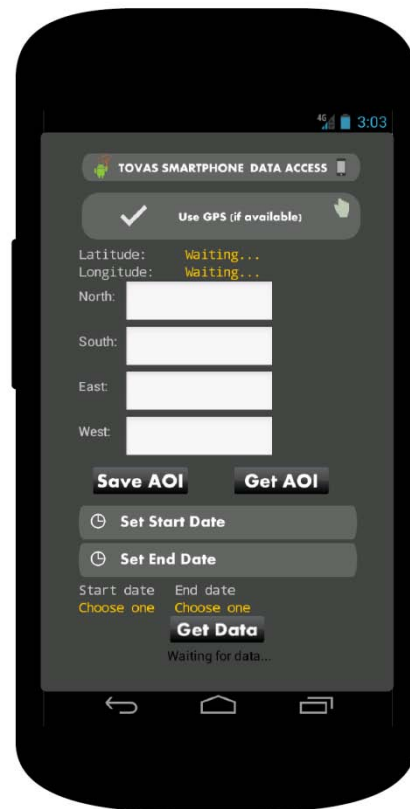 4G 3:03
TOVAS SMARTPHONE DATA ACCESS
Use GPS (if available)
Latitude: Waiting...
Longitude: Waiting...
North:
South:
East:
West:
Save AOI Get AOI
Set Start Date
Set End Date
Start date End date
Choose one Choose one
Get Data
Waiting for data...